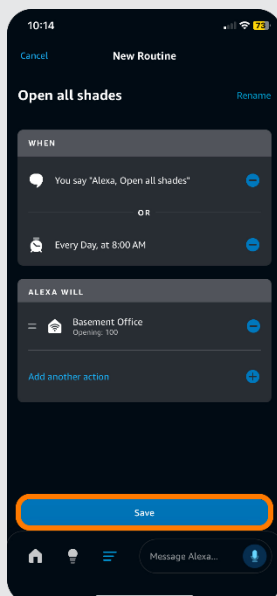 10:14
73
Cancel
New Routine
Open all shades
Rename
WHEN
You say "Alexa, Open all shades"
OR
Every Day, at 8:00 AM
ALEXA WILL
Basement Office
Opening: 100
Add another action
Save
Message Alexa...